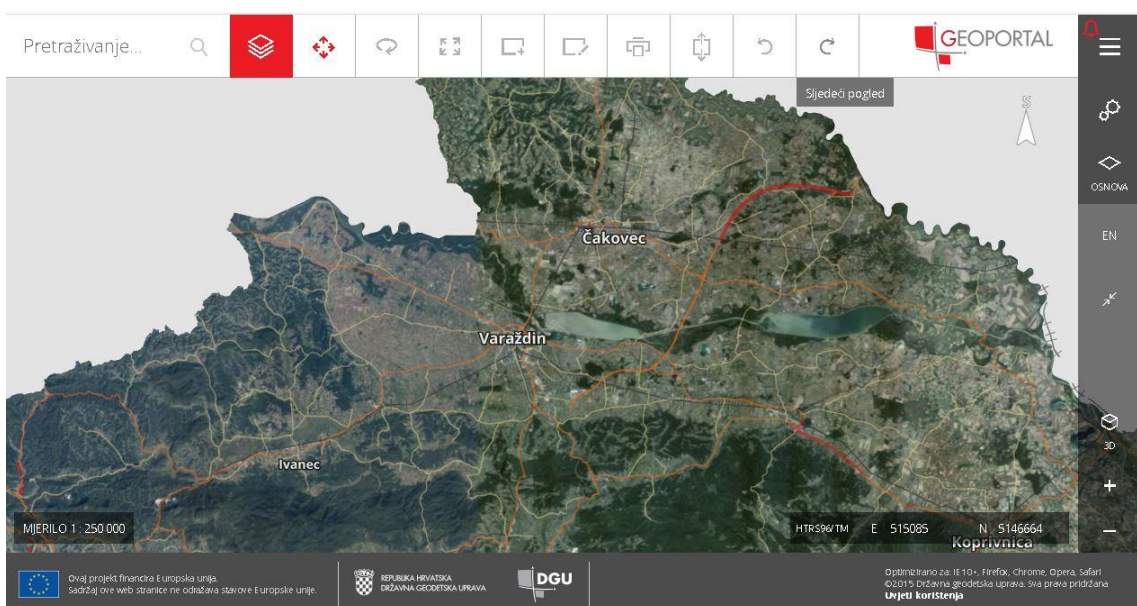 Pretraživanje...
GEOPORTAL
Sljedeći pogled
S
OSNOVA
EN
Čakovec
Varaždin
Ivanec
3D
MJERILO 1 : 250 000
HTRS96/TM E 515085 N 5146664
Koprivnica
Ovaj projekt financira Europska unija.
Sadržaj ove web stranice ne odražava stavove Europske unije.
REPUBLIKA HRVATSKA
DRŽAVNA GEODETSKA UPRAVA
DGU
Optimizirano za: IE 10+, Firefox, Chrome, Opera, Safari
©2015 Državna geodetska uprava. Sva prava pridržana
Uvjeti korištenja